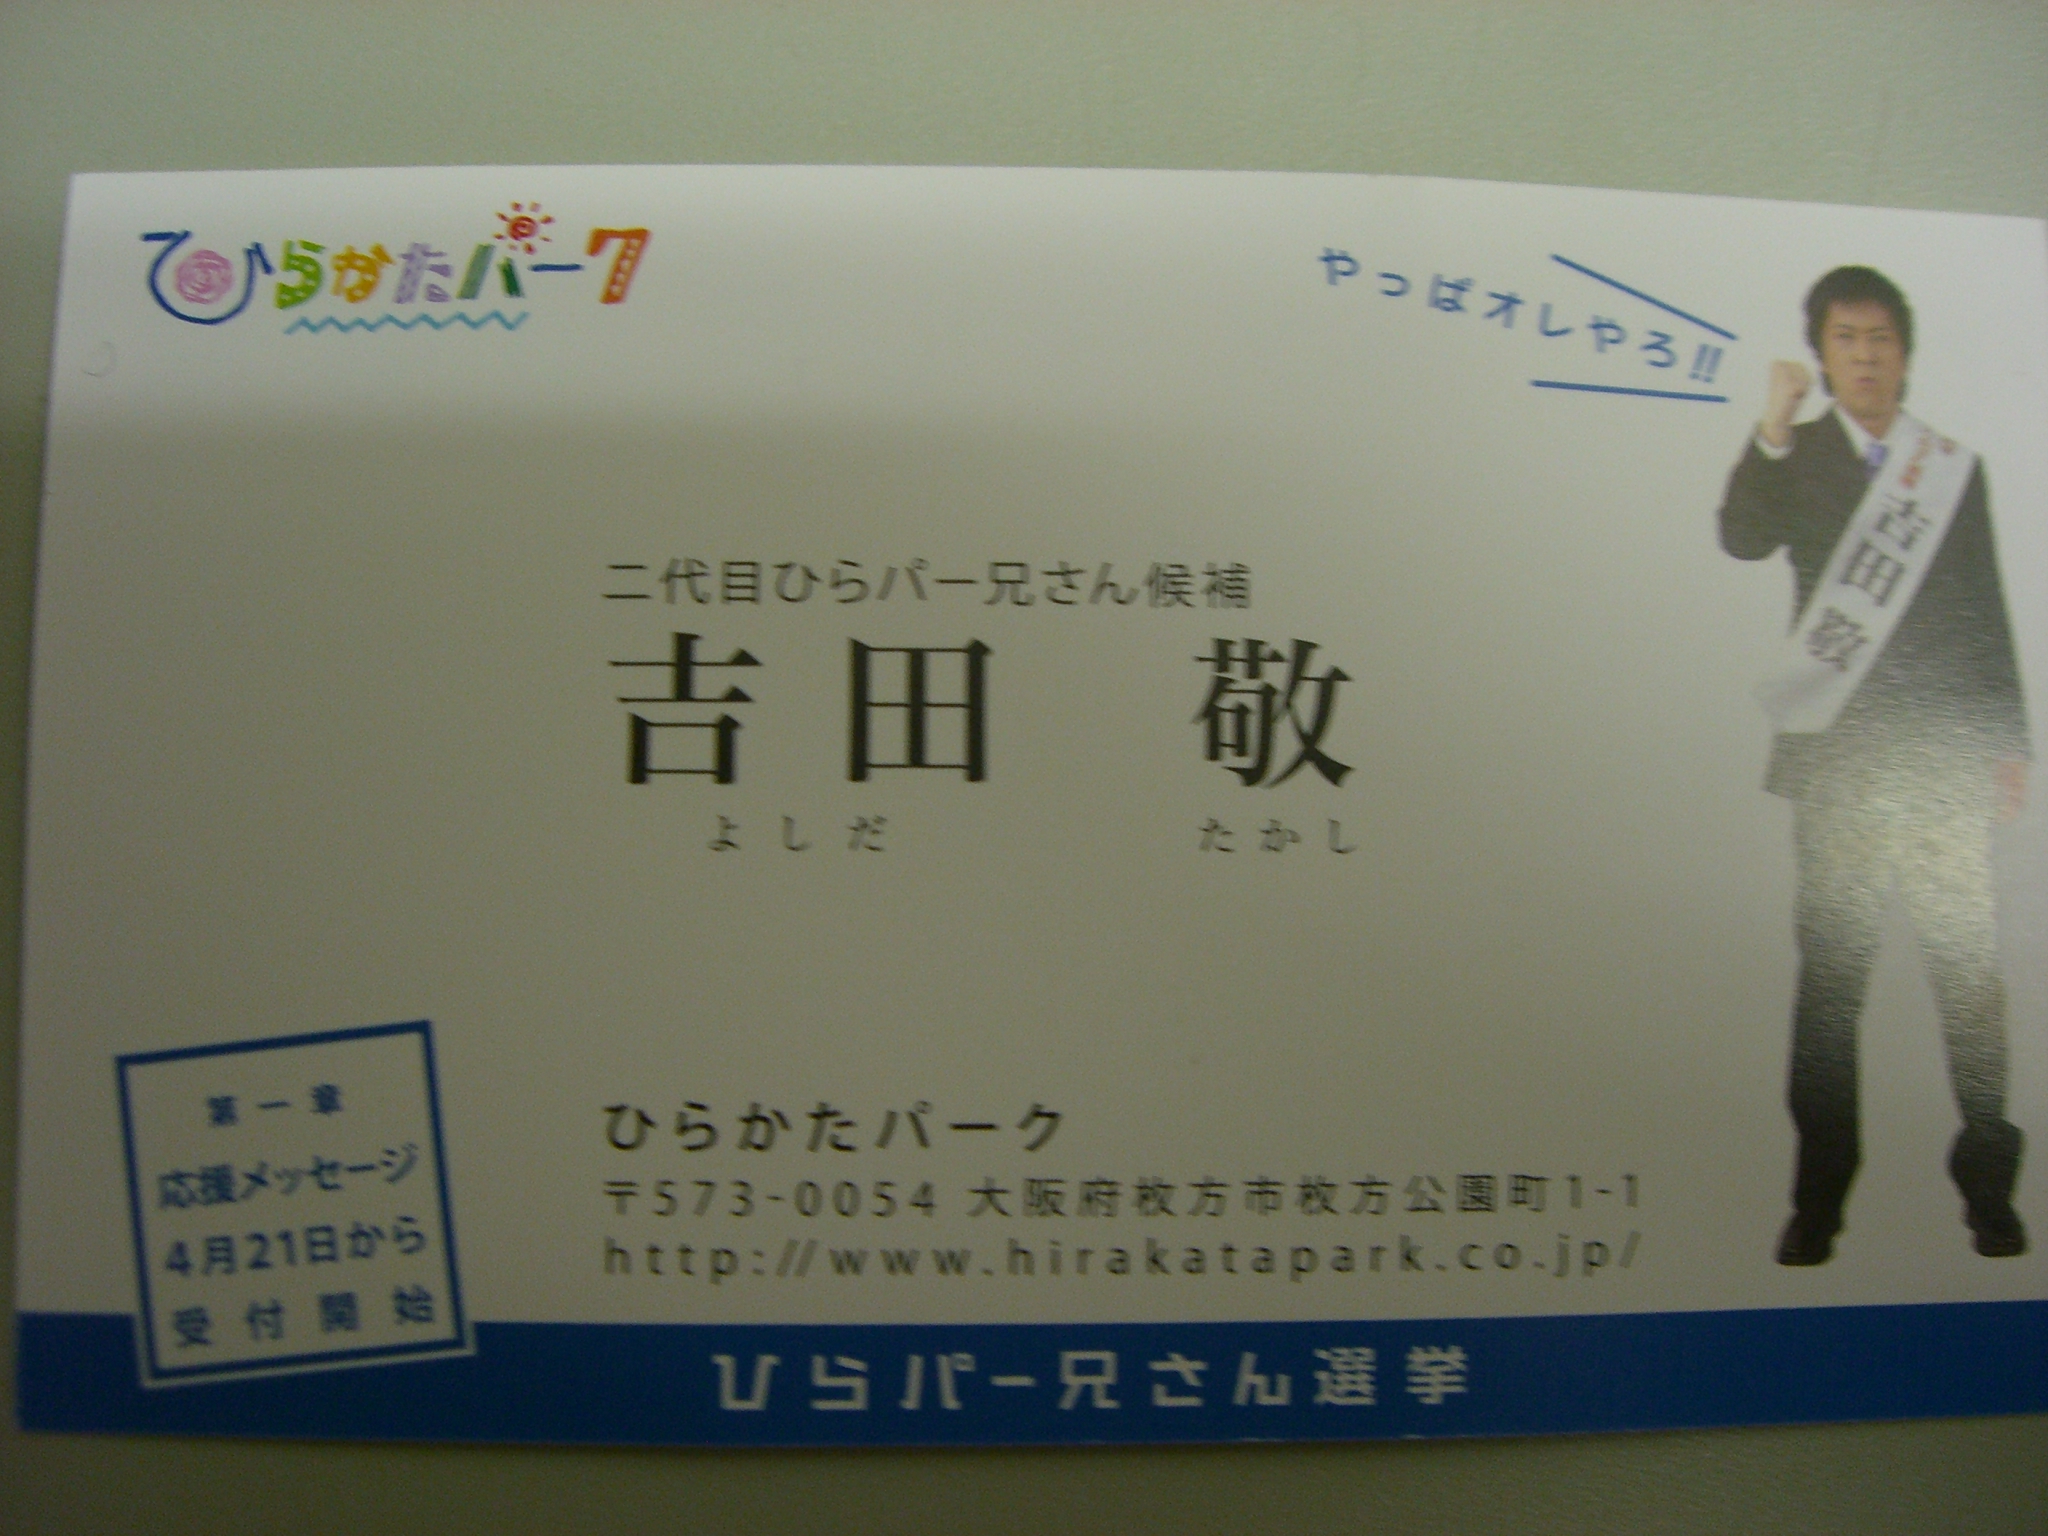 ひらかたパーク
やっぱオレやろ!!
吉田 敬
二代目ひらパー兄さん候補
吉田 敬
よしだ たかし
ひらかたパーク
〒573-0054 大阪府枚方市枚方公園町1-1
http://www.hirakatapark.co.jp/
第一章
応援メッセージ
4月21日から
受付開始
ひらパー兄さん選挙